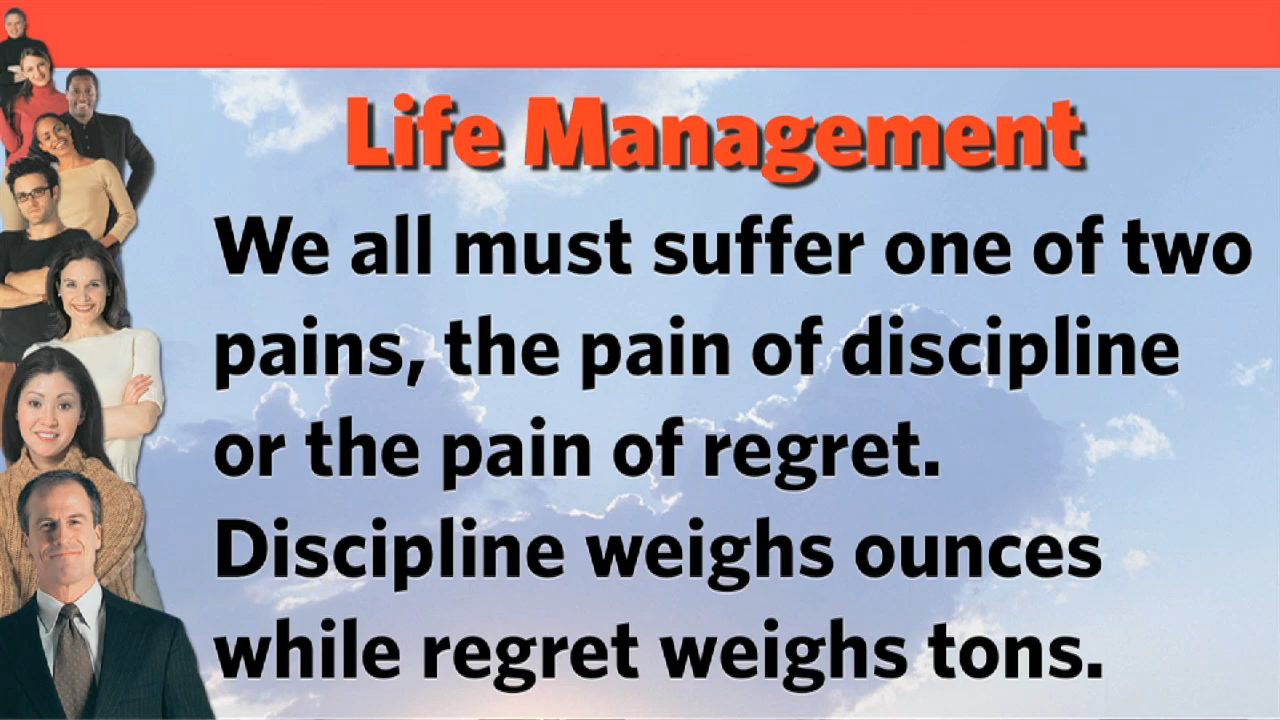 Life Management
We all must suffer one of two
pains, the pain of discipline
or the pain of regret.
Discipline weighs ounces
while regret weighs tons.